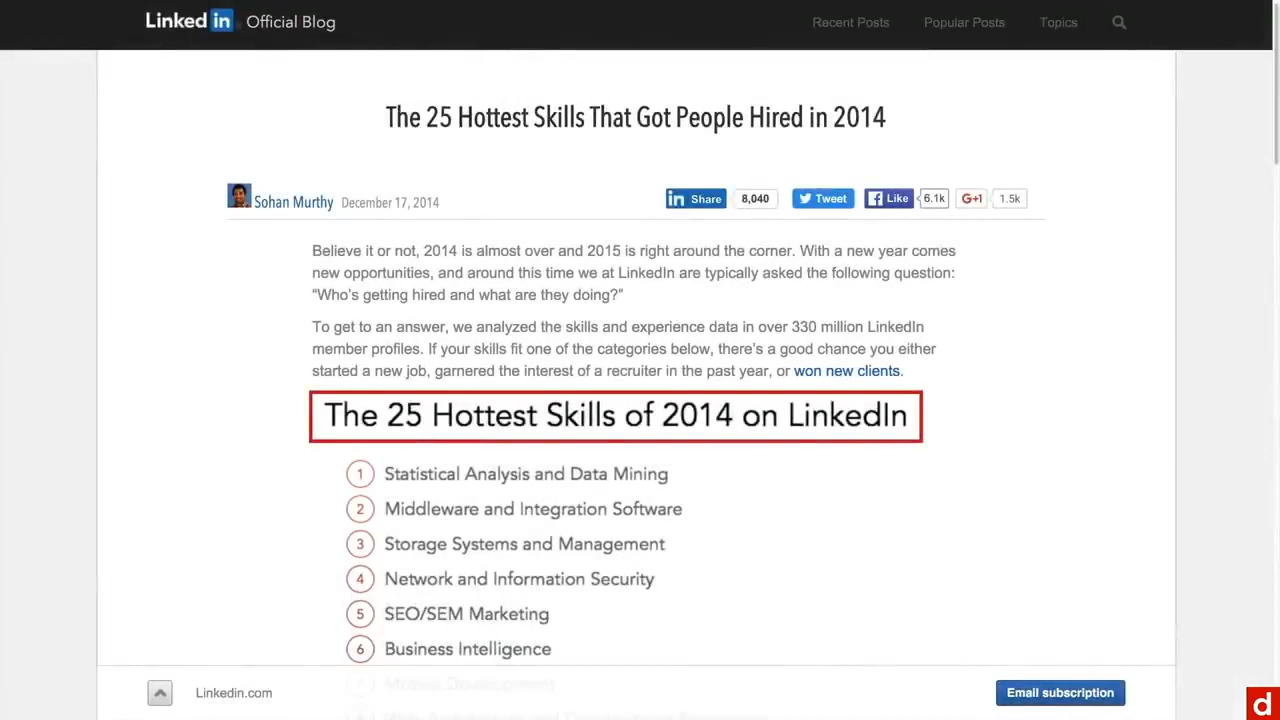 Linked in Official Blog
Recent Posts Popular Posts Topics
The 25 Hottest Skills That Got People Hired in 2014
Sohan Murthy December 17, 2014
in Share 8,040 Tweet Like 6.1k G+1 1.5k
Believe it or not, 2014 is almost over and 2015 is right around the corner. With a new year comes
new opportunities, and around this time we at LinkedIn are typically asked the following question:
“Who’s getting hired and what are they doing?”
To get to an answer, we analyzed the skills and experience data in over 330 million LinkedIn
member profiles. If your skills fit one of the categories below, there’s a good chance you either
started a new job, garnered the interest of a recruiter in the past year, or won new clients.
The 25 Hottest Skills of 2014 on LinkedIn
1 Statistical Analysis and Data Mining
2 Middleware and Integration Software
3 Storage Systems and Management
4 Network and Information Security
5 SEO/SEM Marketing
6 Business Intelligence
Linkedin.com
Email subscription
d